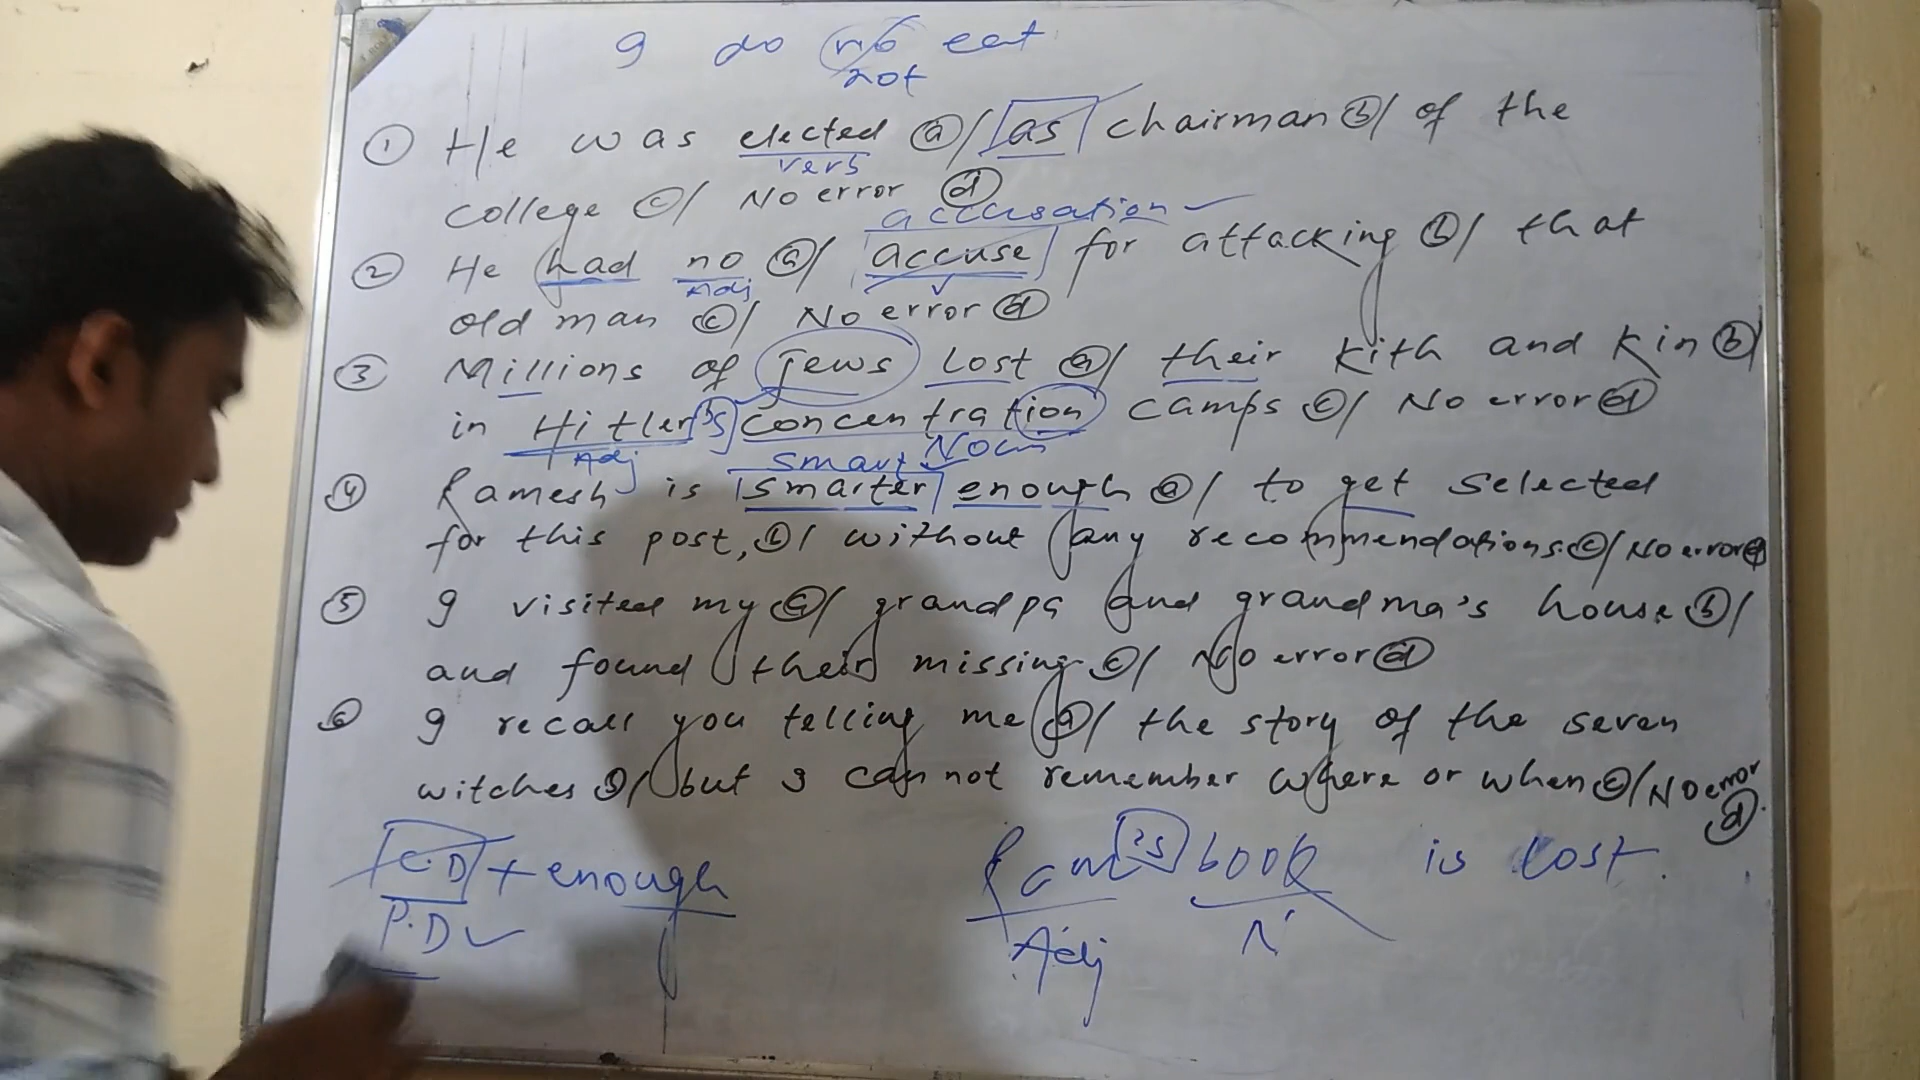 I do no eat
not
① He was elected ⓐ/ as chairman ⓑ/ of the
verb
college ⓒ/ No error ⓓ
accusation
② He had no ⓐ/ accuse for attacking ⓑ/ that
Adj
old man ⓒ/ No error ⓓ
③ Millions of jews lost ⓐ/ their kith and kin ⓑ/
in Hitler's concentration camps ⓒ/ No error ⓓ
Adj Noun
smart
④ Ramesh is smarter enough ⓐ/ to get selected
for this post, ⓑ/ without any recommendations. ⓒ/ No error ⓓ
⑤ I visited my ⓐ/ grandpa and grandma's house ⓑ/
and found their missing. ⓒ/ No error ⓓ
⑥ I recall you telling me ⓐ/ the story of the seven
witches ⓑ/ but I can not remember where or when ⓒ/ No error ⓓ.
C.D + enough
P.D
Ram's book is lost.
Adj N